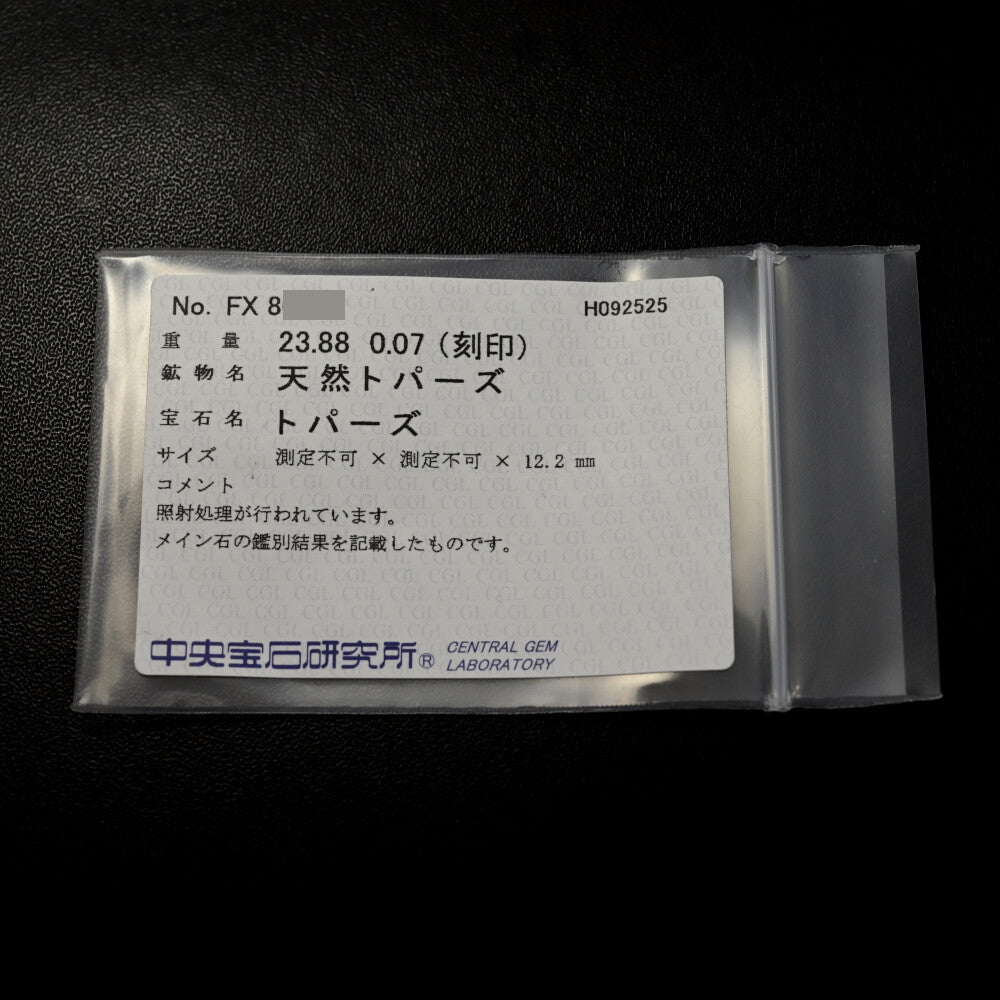 No. FX 8
H092525
重 量 23.88 0.07 (刻印)
鉱物名 天然トパーズ
宝石名 トパーズ
サイズ 測定不可 × 測定不可 × 12.2 mm
コメント
照射処理が行われています。
メイン石の鑑別結果を記載したものです。
中央宝石研究所® CENTRAL GEM
LABORATORY